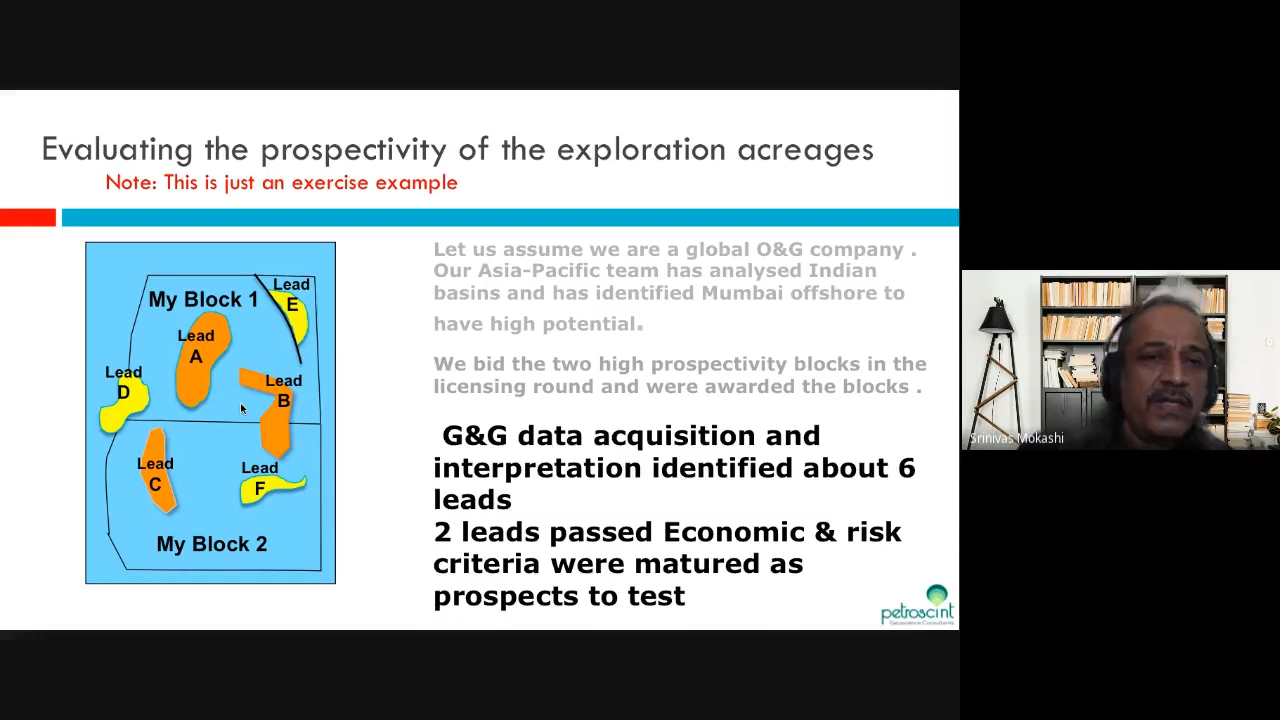 Evaluating the prospectivity of the exploration acreages
Note: This is just an exercise example
My Block 1
Lead
E
Lead
A
Lead
D
Lead
B
Lead
C
Lead
F
My Block 2
Let us assume we are a global O&G company .
Our Asia-Pacific team has analysed Indian
basins and has identified Mumbai offshore to
have high potential.
We bid the two high prospectivity blocks in the
licensing round and were awarded the blocks .
G&G data acquisition and
interpretation identified about 6
leads
2 leads passed Economic & risk
criteria were matured as
prospects to test
petroscint
Geoscience Consultants
Srinivas Mokashi